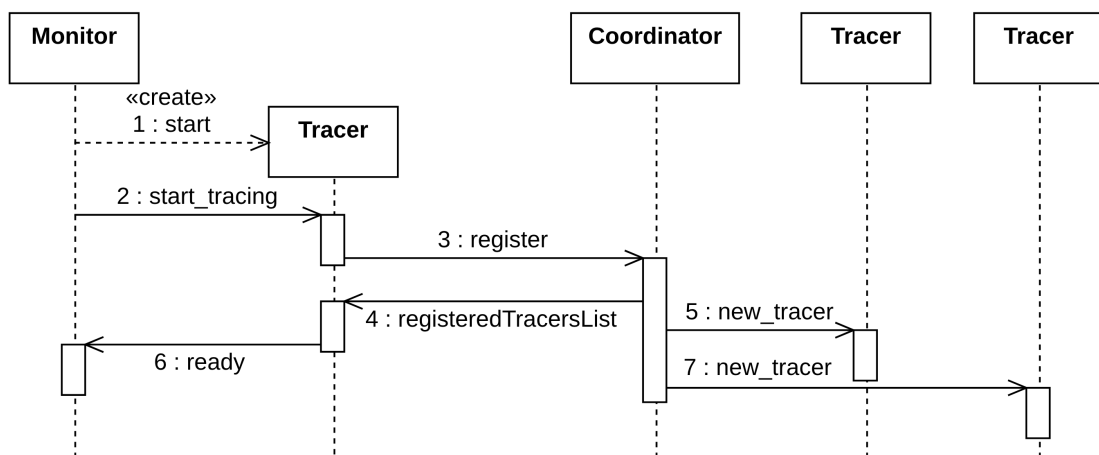 Monitor
Coordinator
Tracer
Tracer
«create»
1 : start
Tracer
2 : start_tracing
3 : register
4 : registeredTracersList
5 : new_tracer
6 : ready
7 : new_tracer